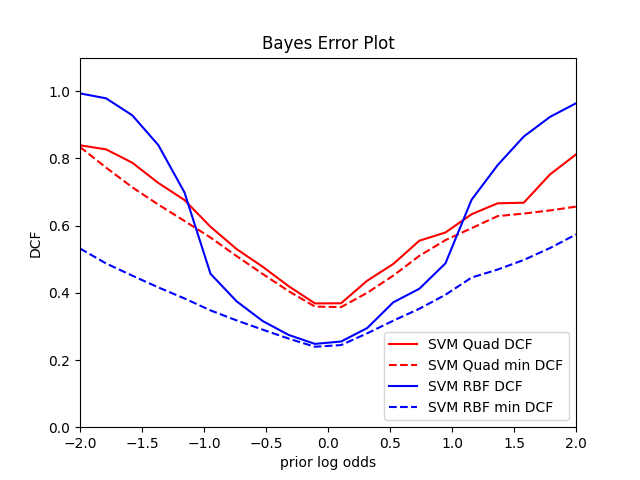 Bayes Error Plot
1.0
0.8
0.6
0.4
0.2
0.0
DCF
−2.0 −1.5 −1.0 −0.5 0.0 0.5 1.0 1.5 2.0
prior log odds
SVM Quad DCF
SVM Quad min DCF
SVM RBF DCF
SVM RBF min DCF